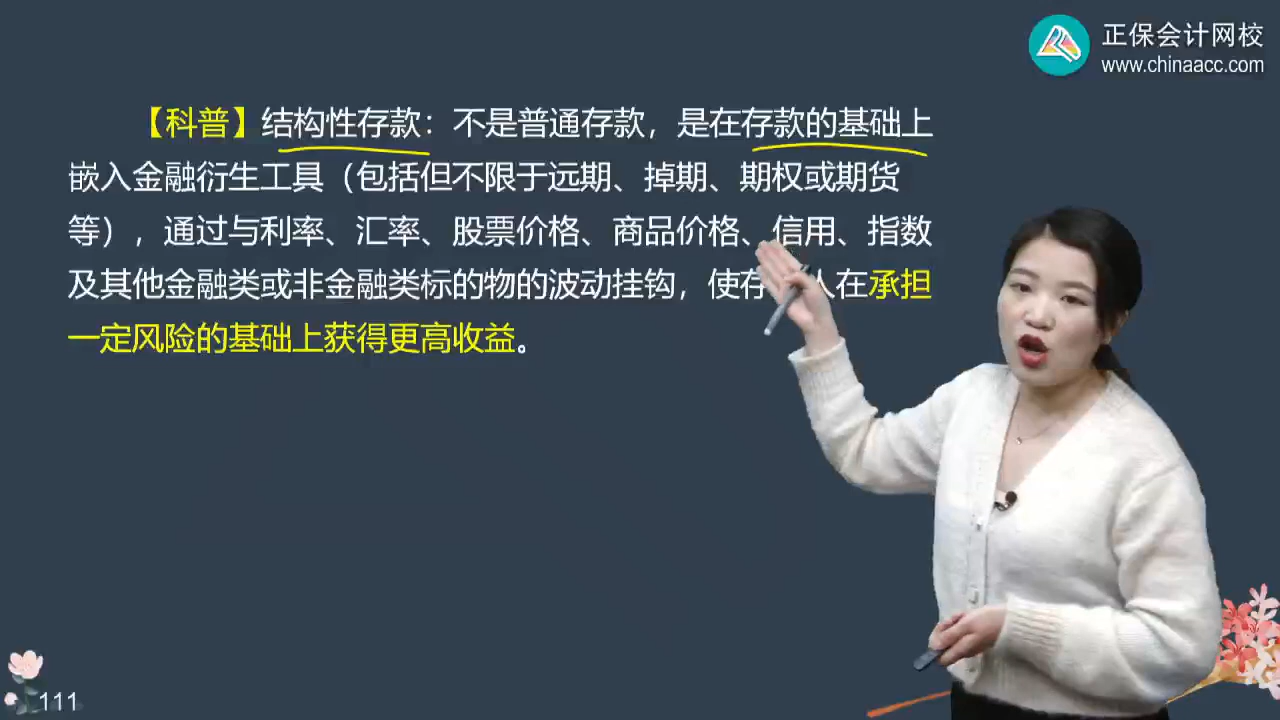 正保会计网校
www.chinaacc.com
【科普】结构性存款：不是普通存款，是在存款的基础上
嵌入金融衍生工具（包括但不限于远期、掉期、期权或期货
等），通过与利率、汇率、股票价格、商品价格、信用、指数
及其他金融类或非金融类标的物的波动挂钩，使存 人在承担
一定风险的基础上获得更高收益。
111